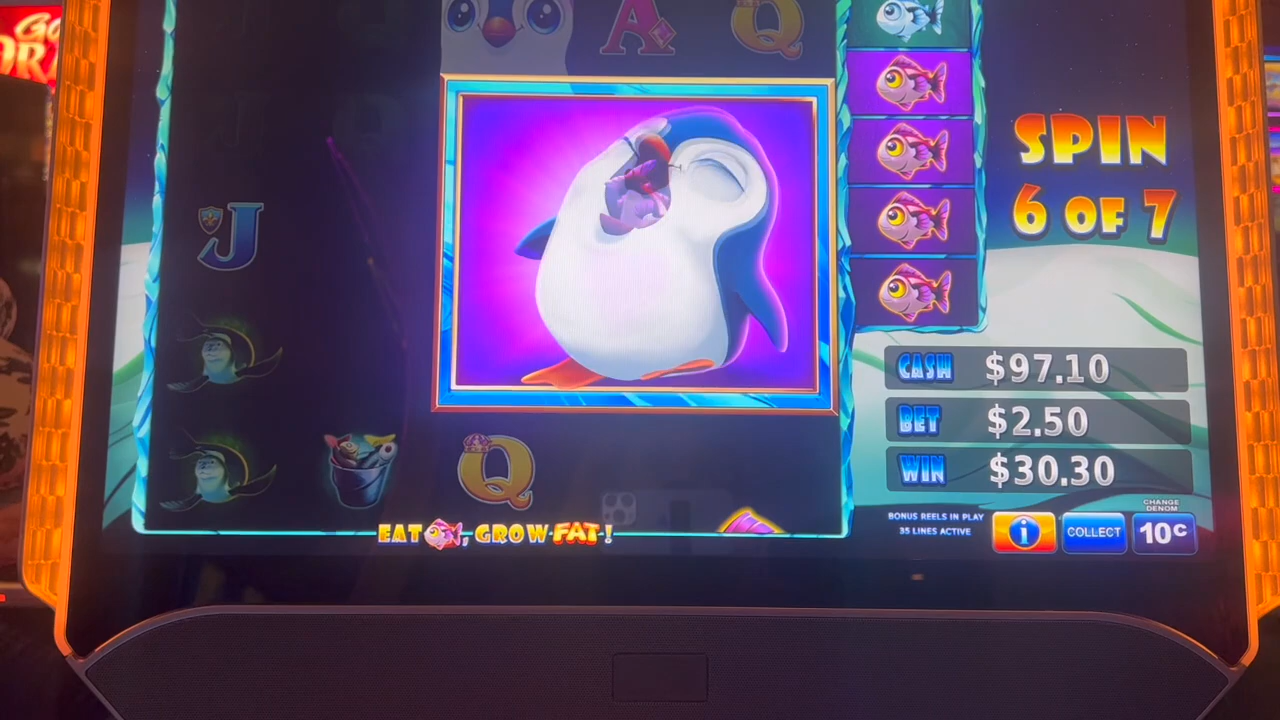 GO
A
Q
J
SPIN
6 OF 7
CASH $97.10
BET $2.50
WIN $30.30
Q
EAT , GROW FAT!
BONUS REELS IN PLAY
35 LINES ACTIVE
i
COLLECT
CHANGE
DENOM
10¢